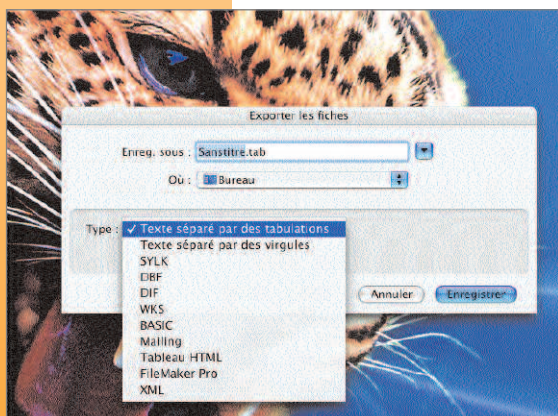 Exporter les fiches
Enreg. sous : Sanstitre.tab
Où : Bureau
Type : ✓ Texte séparé par des tabulations
Texte séparé par des virgules
SYLK
DBF
DIF
WKS
BASIC
Mailing
Tableau HTML
FileMaker Pro
XML
Annuler Enregistrer